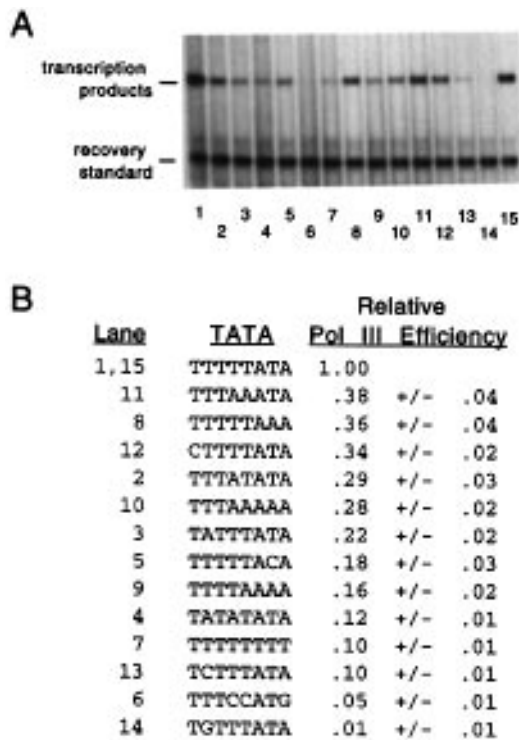 A
transcription products
recovery standard
1 2 3 4 5 6 7 8 9 10 11 12 13 14 15
B
Relative
Lane TATA Pol III Efficiency
1,15 TTTTTATA 1.00
11 TTTAAATA .38 +/- .04
8 TTTTTAAA .36 +/- .04
12 CTTTTATA .34 +/- .02
2 TTTATATA .29 +/- .03
10 TTTAAAAA .28 +/- .02
3 TATTTATA .22 +/- .02
5 TTTTTACA .18 +/- .03
9 TTTTAAAA .16 +/- .02
4 TATATATA .12 +/- .01
7 TTTTTTTT .10 +/- .01
13 TCTTTATA .10 +/- .01
6 TTTCCATG .05 +/- .01
14 TGTTTATA .01 +/- .01